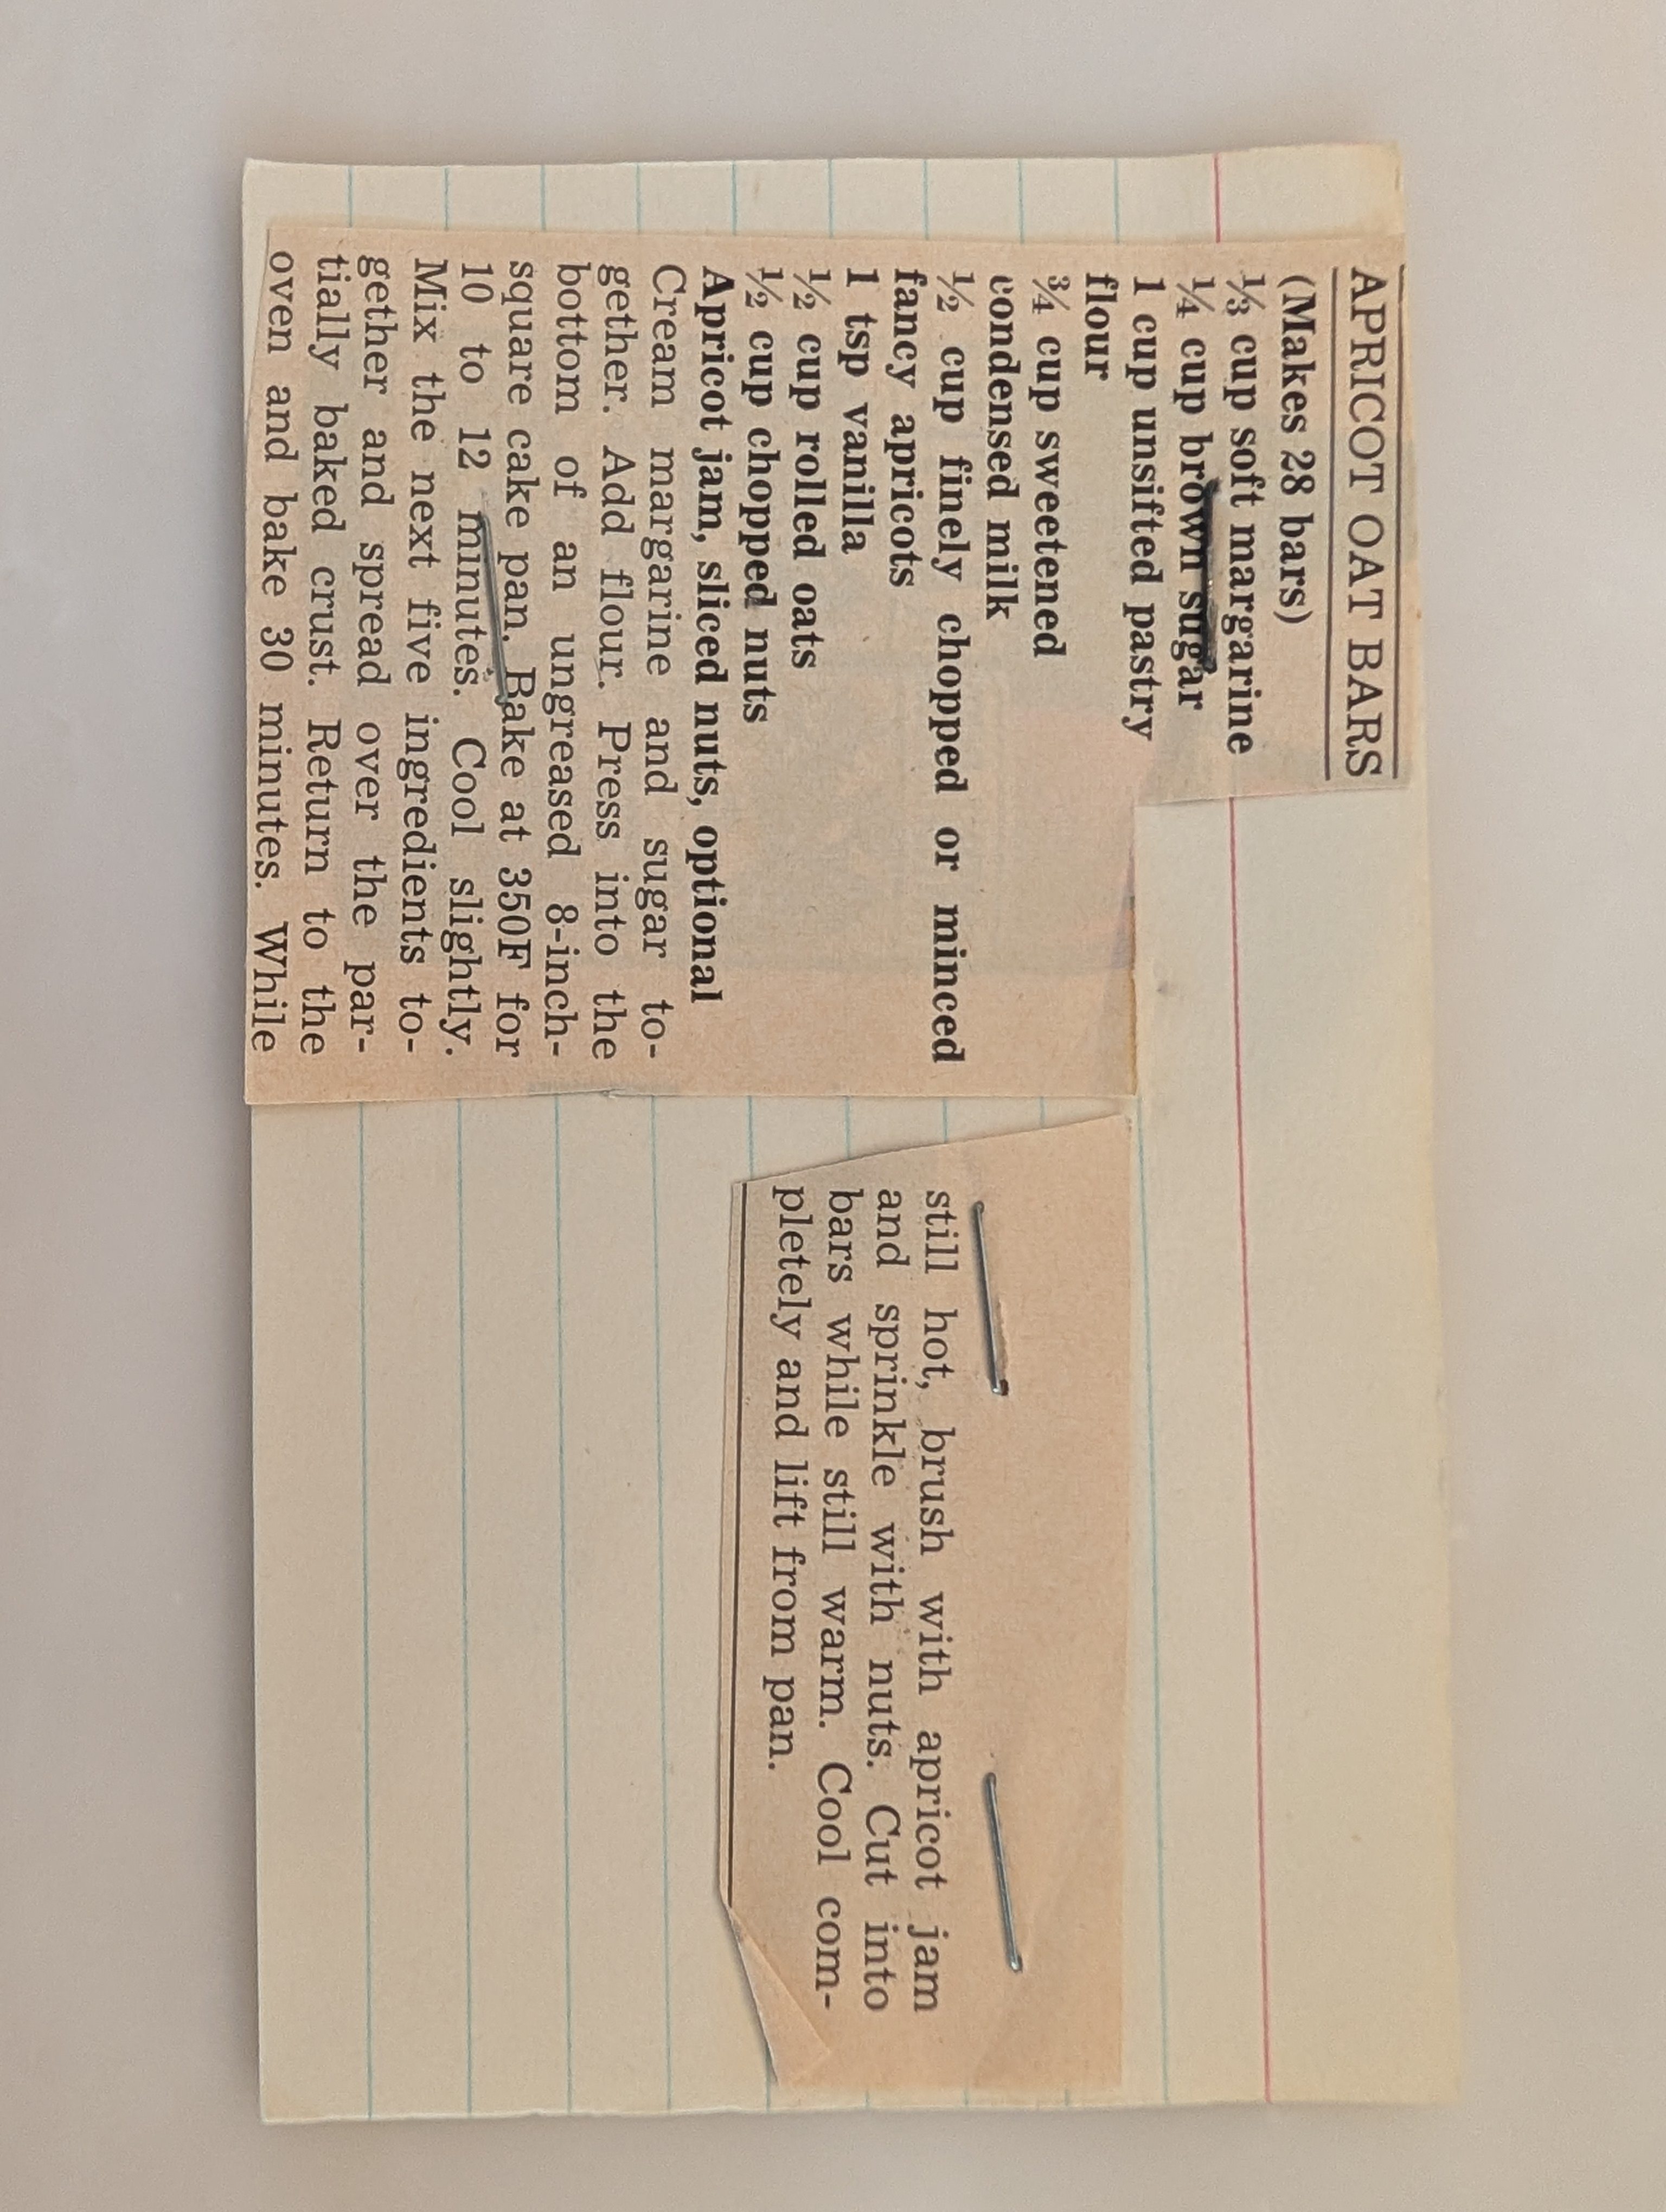 APRICOT OAT BARS
(Makes 28 bars)
⅓ cup soft margarine
¼ cup brown sugar
1 cup unsifted pastry
flour
¾ cup sweetened
condensed milk
½ cup finely chopped or minced
fancy apricots
1 tsp vanilla
½ cup rolled oats
½ cup chopped nuts
Apricot jam, sliced nuts, optional
Cream margarine and sugar to-
gether. Add flour. Press into the
bottom of an ungreased 8-inch-
square cake pan. Bake at 350F for
10 to 12 minutes. Cool slightly.
Mix the next five ingredients to-
gether and spread over the par-
tially baked crust. Return to the
oven and bake 30 minutes. While
still hot, brush with apricot jam
and sprinkle with nuts. Cut into
bars while still warm. Cool com-
pletely and lift from pan.